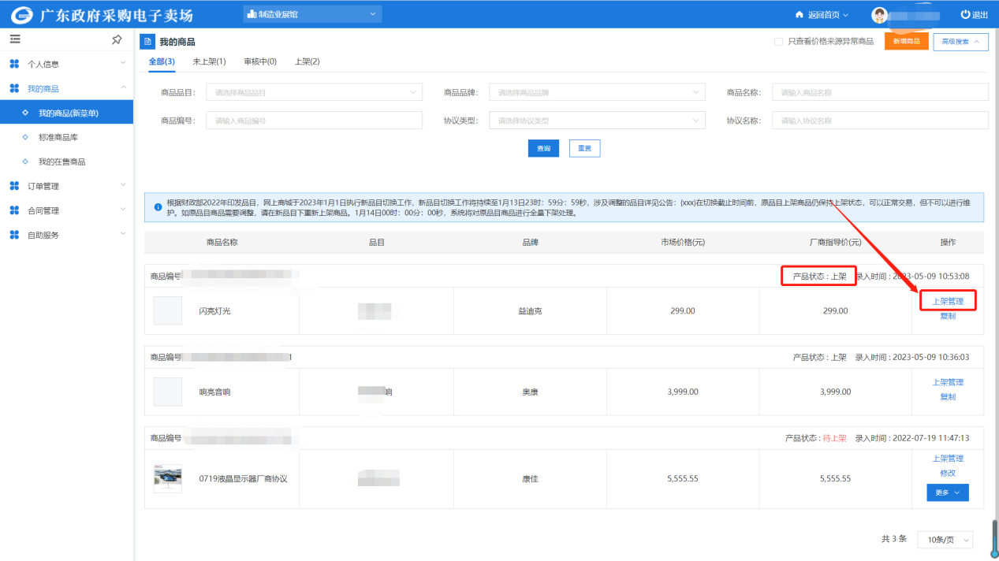 广东政府采购电子卖场
制造业展馆
返回首页
退出
个人信息
我的商品
我的商品(新菜单)
标准商品库
我的在售商品
订单管理
合同管理
自助服务
我的商品
只查看价格来源异常商品
新增商品
高级搜索
全部(3) 未上架(1) 审核中(0) 上架(2)
商品品目: 请选择商品品目 商品品牌: 请选择商品品牌 商品名称: 请输入商品名称
商品编号: 请输入商品编号 协议类型: 请选择协议类型 协议名称: 请输入协议名称
查询 重置
根据财政部2022年印发品目，网上商城于2023年1月1日执行新品目切换工作，新品目切换工作将持续至1月13日23时：59分：59秒，涉及调整的品目详见公告：{xxx}在切换截止时间前，原品目上架商品仍保持上架状态，可以正常交易，但不可以进行维
护。如原品目商品需要调整，请在新品目下重新上架商品。1月14日00时：00分：00秒，系统将对原品目商品进行全量下架处理。
商品名称 品目 品牌 市场价格(元) 厂商指导价(元) 操作
商品编号 产品状态 : 上架 录入时间 : 2023-05-09 10:53:08
闪亮灯光 益迪克 299.00 299.00 上架管理
复制
商品编号 1 产品状态 : 上架 录入时间 : 2023-05-09 10:36:03
响亮音响 响 奥康 3,999.00 3,999.00 上架管理
复制
商品编号 产品状态 : 待上架 录入时间 : 2022-07-19 11:47:13
0719液晶显示器厂商协议 康佳 5,555.55 5,555.55 上架管理
修改
更多
共 3 条 10条/页